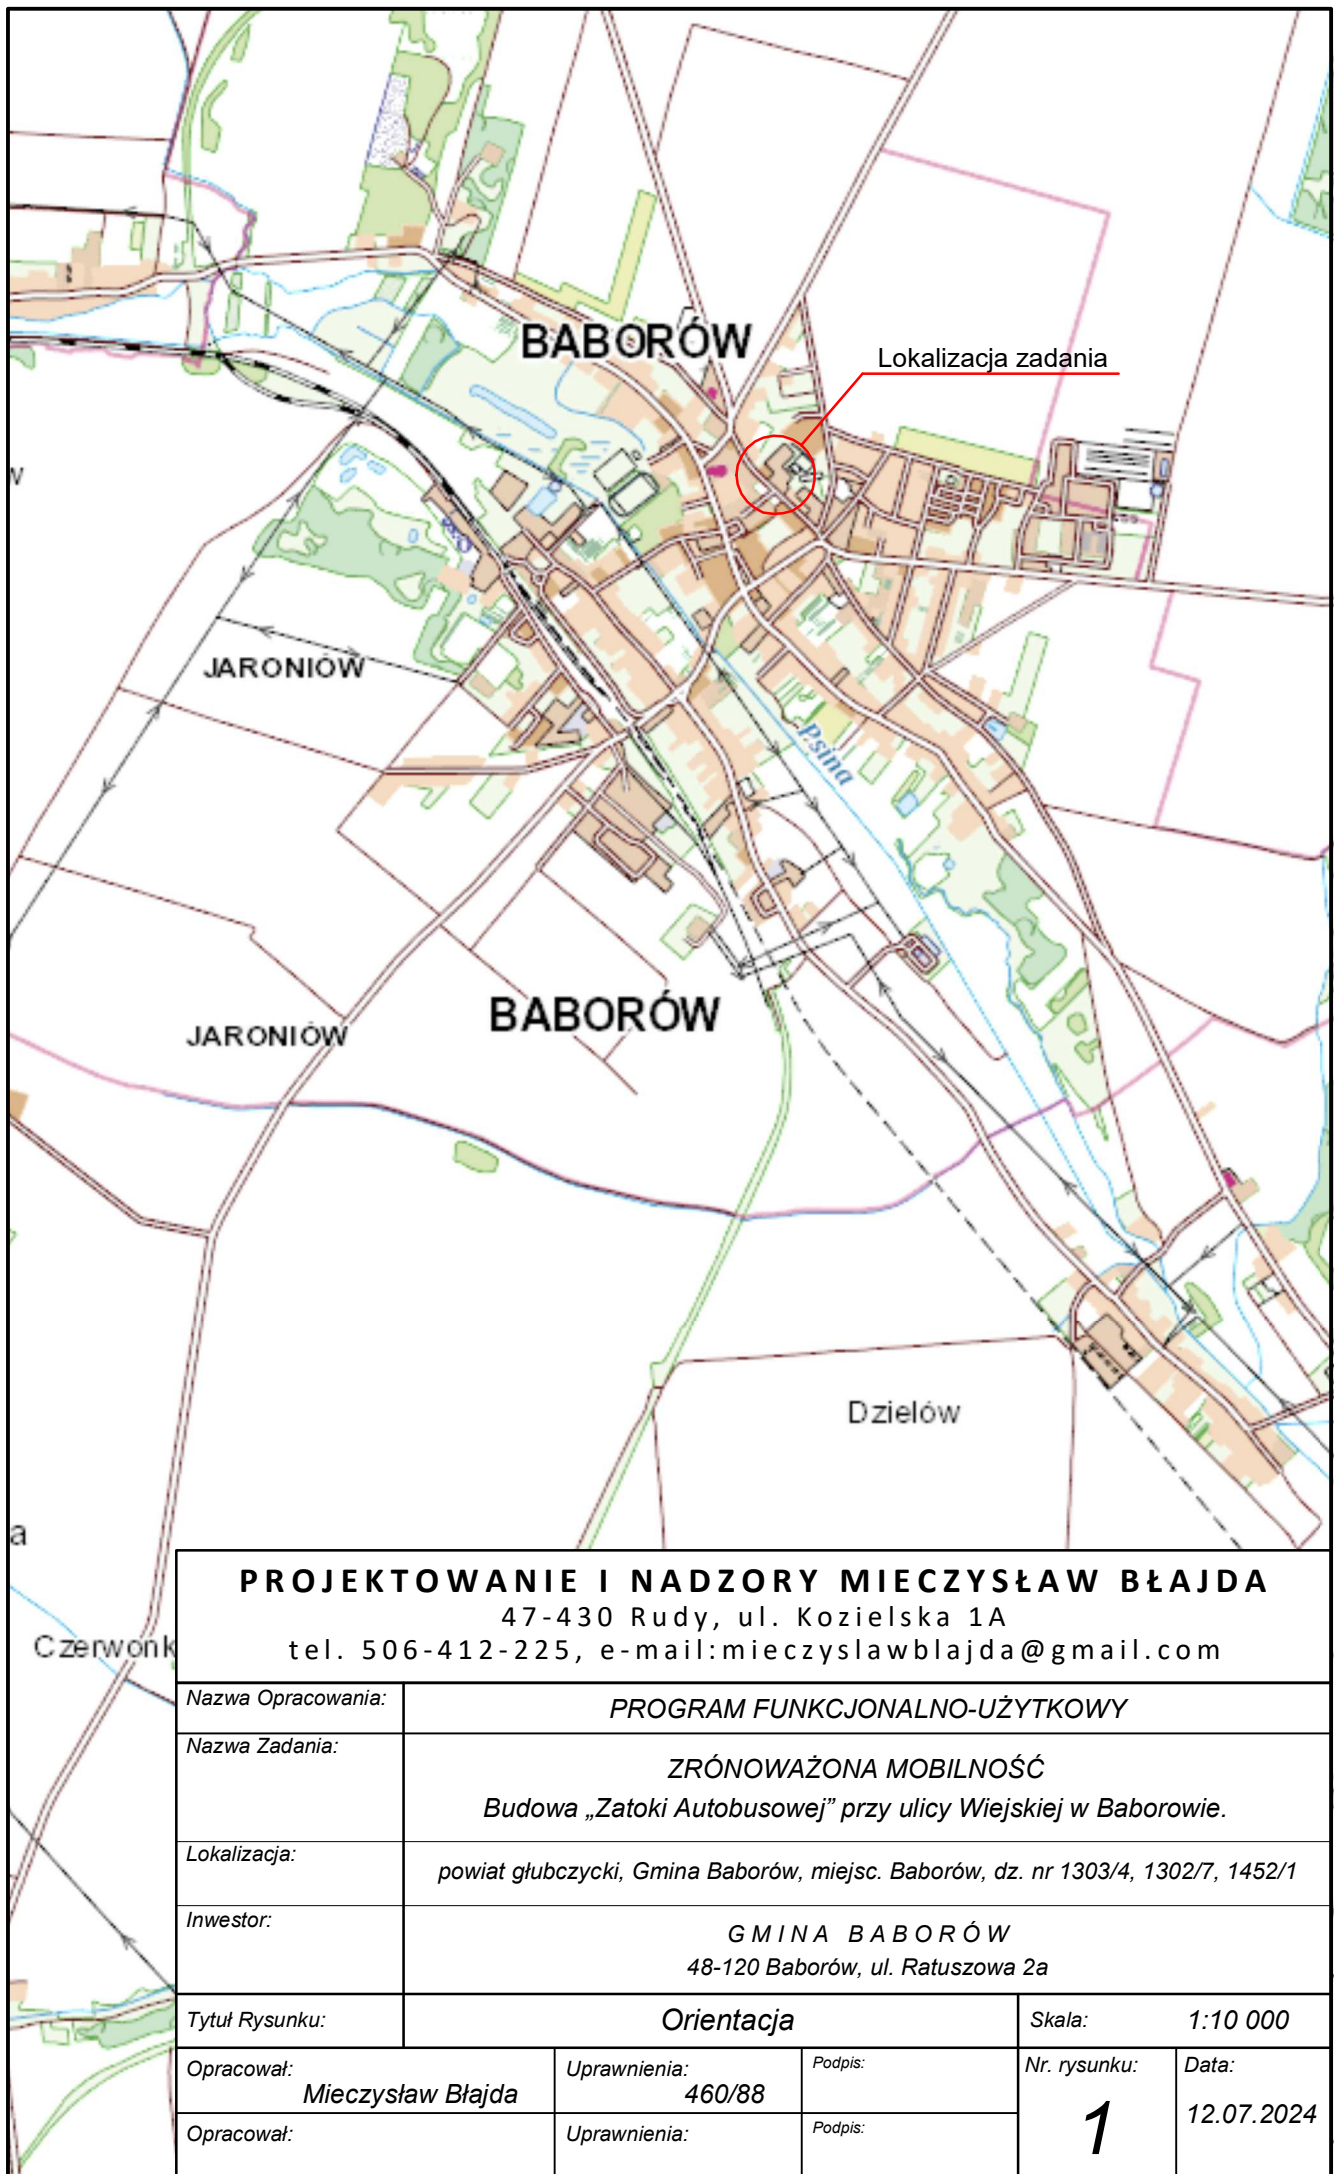 BABORÓW
Lokalizacja zadania
JARONIÓW
Psina
BABORÓW
JARONIÓW
Dzielów
a
Czerwonk
PROJEKTOWANIE I NADZORY MIECZYSŁAW BŁAJDA
47-430 Rudy, ul. Kozielska 1A
tel. 506-412-225, e-mail:mieczyslawblajda@gmail.com
Nazwa Opracowania: PROGRAM FUNKCJONALNO-UŻYTKOWY
Nazwa Zadania: ZRÓNOWAŻONA MOBILNOŚĆ
Budowa „Zatoki Autobusowej” przy ulicy Wiejskiej w Baborowie.
Lokalizacja: powiat głubczycki, Gmina Baborów, miejsc. Baborów, dz. nr 1303/4, 1302/7, 1452/1
Inwestor: GMINA BABORÓW
48-120 Baborów, ul. Ratuszowa 2a
Tytuł Rysunku: Orientacja Skala: 1:10 000
Opracował: Mieczysław Błajda Uprawnienia: 460/88 Podpis: Nr. rysunku: 1 Data: 12.07.2024
Opracował: Uprawnienia: Podpis: